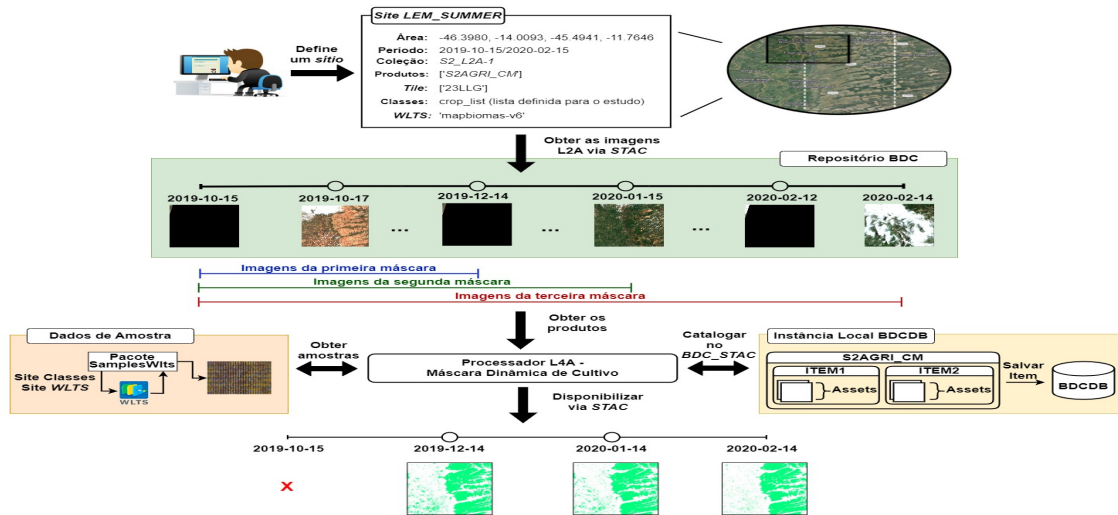 Site LEM_SUMMER
Área: -46.3980, -14.0093, -45.4941, -11.7646
Período: 2019-10-15/2020-02-15
Coleção: S2_L2A-1
Produtos: ['S2AGRI_CM']
Tile: ['23LLG']
Classes: crop_list (lista definida para o estudo)
WLTS: 'mapbiomas-v6'
Define
um sítio
Obter as imagens
L2A via STAC
Repositório BDC
2019-10-15
2019-10-17
2019-12-14
2020-01-15
2020-02-12
2020-02-14
...
...
...
Imagens da primeira máscara
Imagens da segunda máscara
Imagens da terceira máscara
Obter os
produtos
Dados de Amostra
Pacote
SamplesWlts
Site Classes
Site WLTS
WLTS
Obter
amostras
Processador L4A -
Máscara Dinâmica de Cultivo
Catalogar
no
BDC_STAC
Instância Local BDCDB
S2AGRI_CM
ITEM1
Assets
ITEM2
Assets
Salvar
Item
BDCDB
Disponibilizar
via STAC
2019-10-15
2019-12-14
2020-01-14
2020-02-14
X